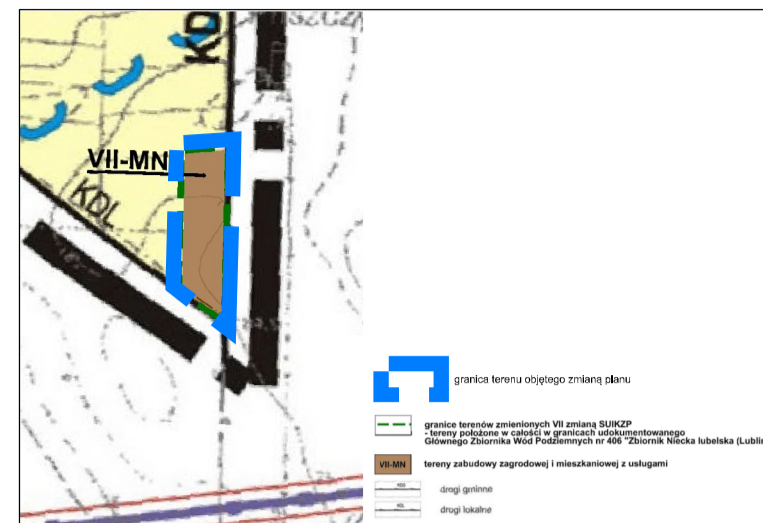 KD
VII-MN
KDL
granica terenu objętego zmianą planu
granice terenów zmienionych VII zmianą SUIKZP
- tereny położone w całości w granicach udokumentowanego
Głównego Zbiornika Wód Podziemnych nr 406 "Zbiornik Niecka lubelska (Lublin
VII-MN tereny zabudowy zagrodowej i mieszkaniowej z usługami
drogi gminne
KDL drogi lokalne